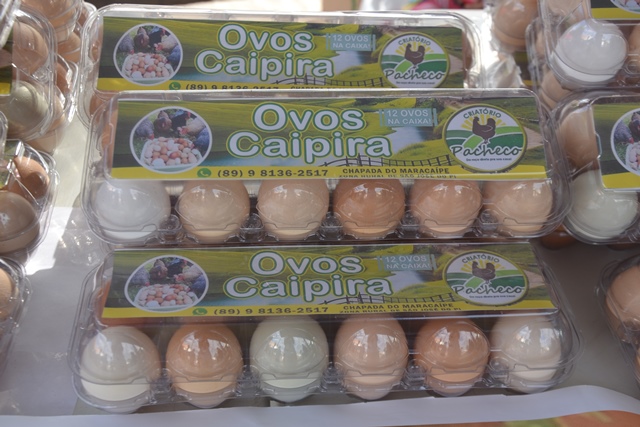 Ovos
Caipira
12 OVOS
NA CAIXA!
CRIATÓRIO
Pacheco
(89) 9 8136-2517
Ovos
Caipira
12 OVOS
NA CAIXA!
CRIATÓRIO
Pacheco
(89) 9 8136-2517
CHAPADA DO MARACAÍPE
Ovos
Caipira
12 OVOS
NA CAIXA!
CRIATÓRIO
Pacheco
(89) 9 8136-2517
CHAPADA DO MARACAÍPE